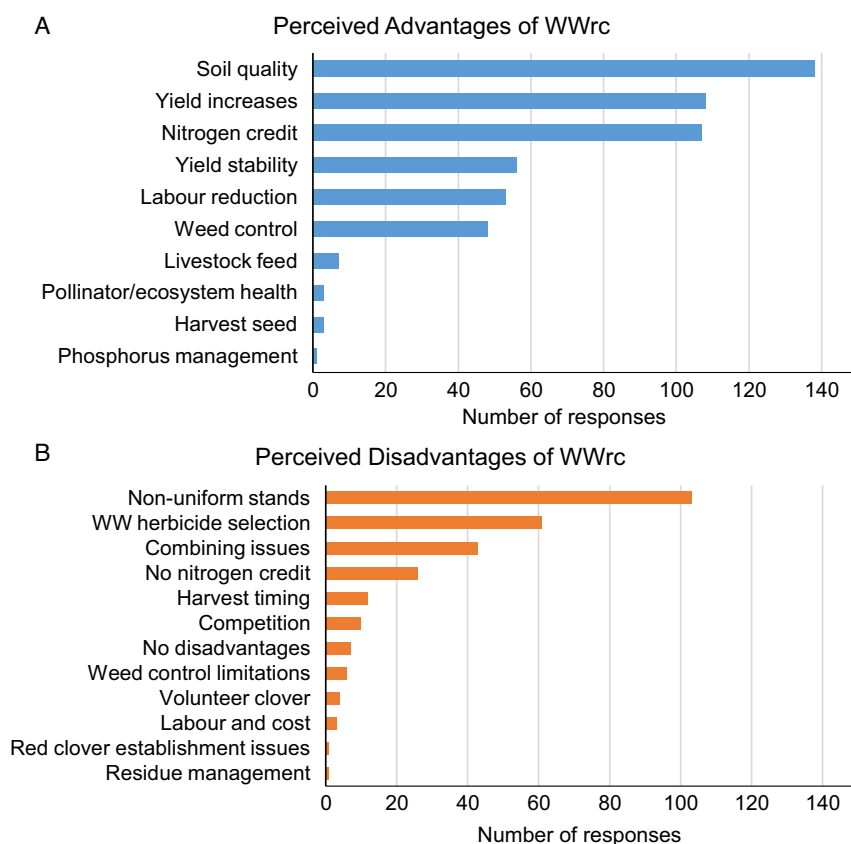 A
Perceived Advantages of WWrc
Soil quality
Yield increases
Nitrogen credit
Yield stability
Labour reduction
Weed control
Livestock feed
Pollinator/ecosystem health
Harvest seed
Phosphorus management
0 20 40 60 80 100 120 140
Number of responses
B
Perceived Disadvantages of WWrc
Non-uniform stands
WW herbicide selection
Combining issues
No nitrogen credit
Harvest timing
Competition
No disadvantages
Weed control limitations
Volunteer clover
Labour and cost
Red clover establishment issues
Residue management
0 20 40 60 80 100 120 140
Number of responses